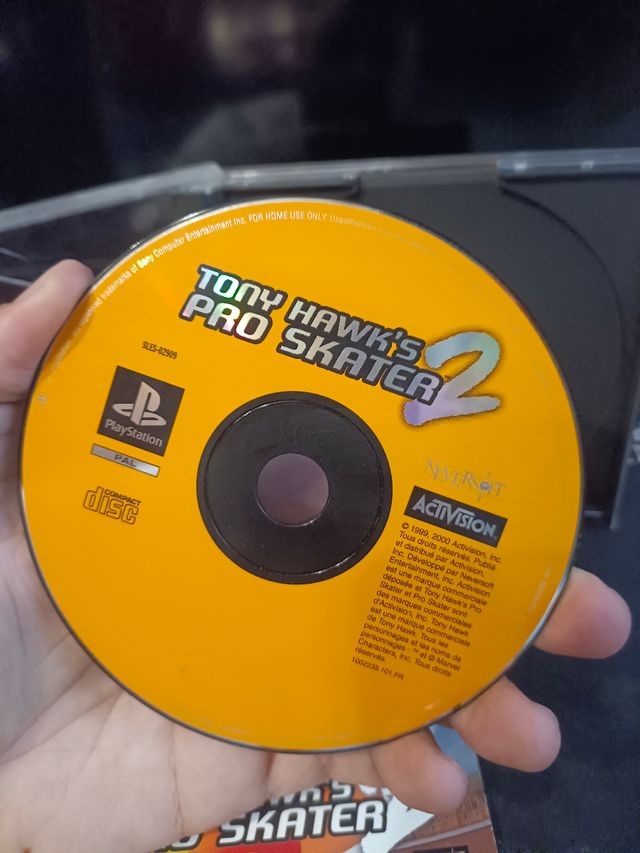 registered trademarks of Sony Computer Entertainment Inc. FOR HOME USE ONLY Unauthorized
TONY HAWK'S
PRO SKATER 2
SLES-02909
PlayStation
PAL
COMPACT
disc
NEVERSOFT
ACTIVISION
© 1999, 2000 Activision, Inc.
Tous droits réservés. Publié
et distribué par Activision,
Inc. Développé par Neversoft
Entertainment, Inc. Activision
est une marque commerciale
déposée et Tony Hawk's Pro
Skater et Pro Skater sont
des marques commerciales
d'Activision, Inc. Tony Hawk
est une marque commerciale
de Tony Hawk. Tous les
personnages et les noms de
personnages : ™ et © Marvel
Characters, Inc. Tous droits
réservés.
1002235.101.FR
SKATER